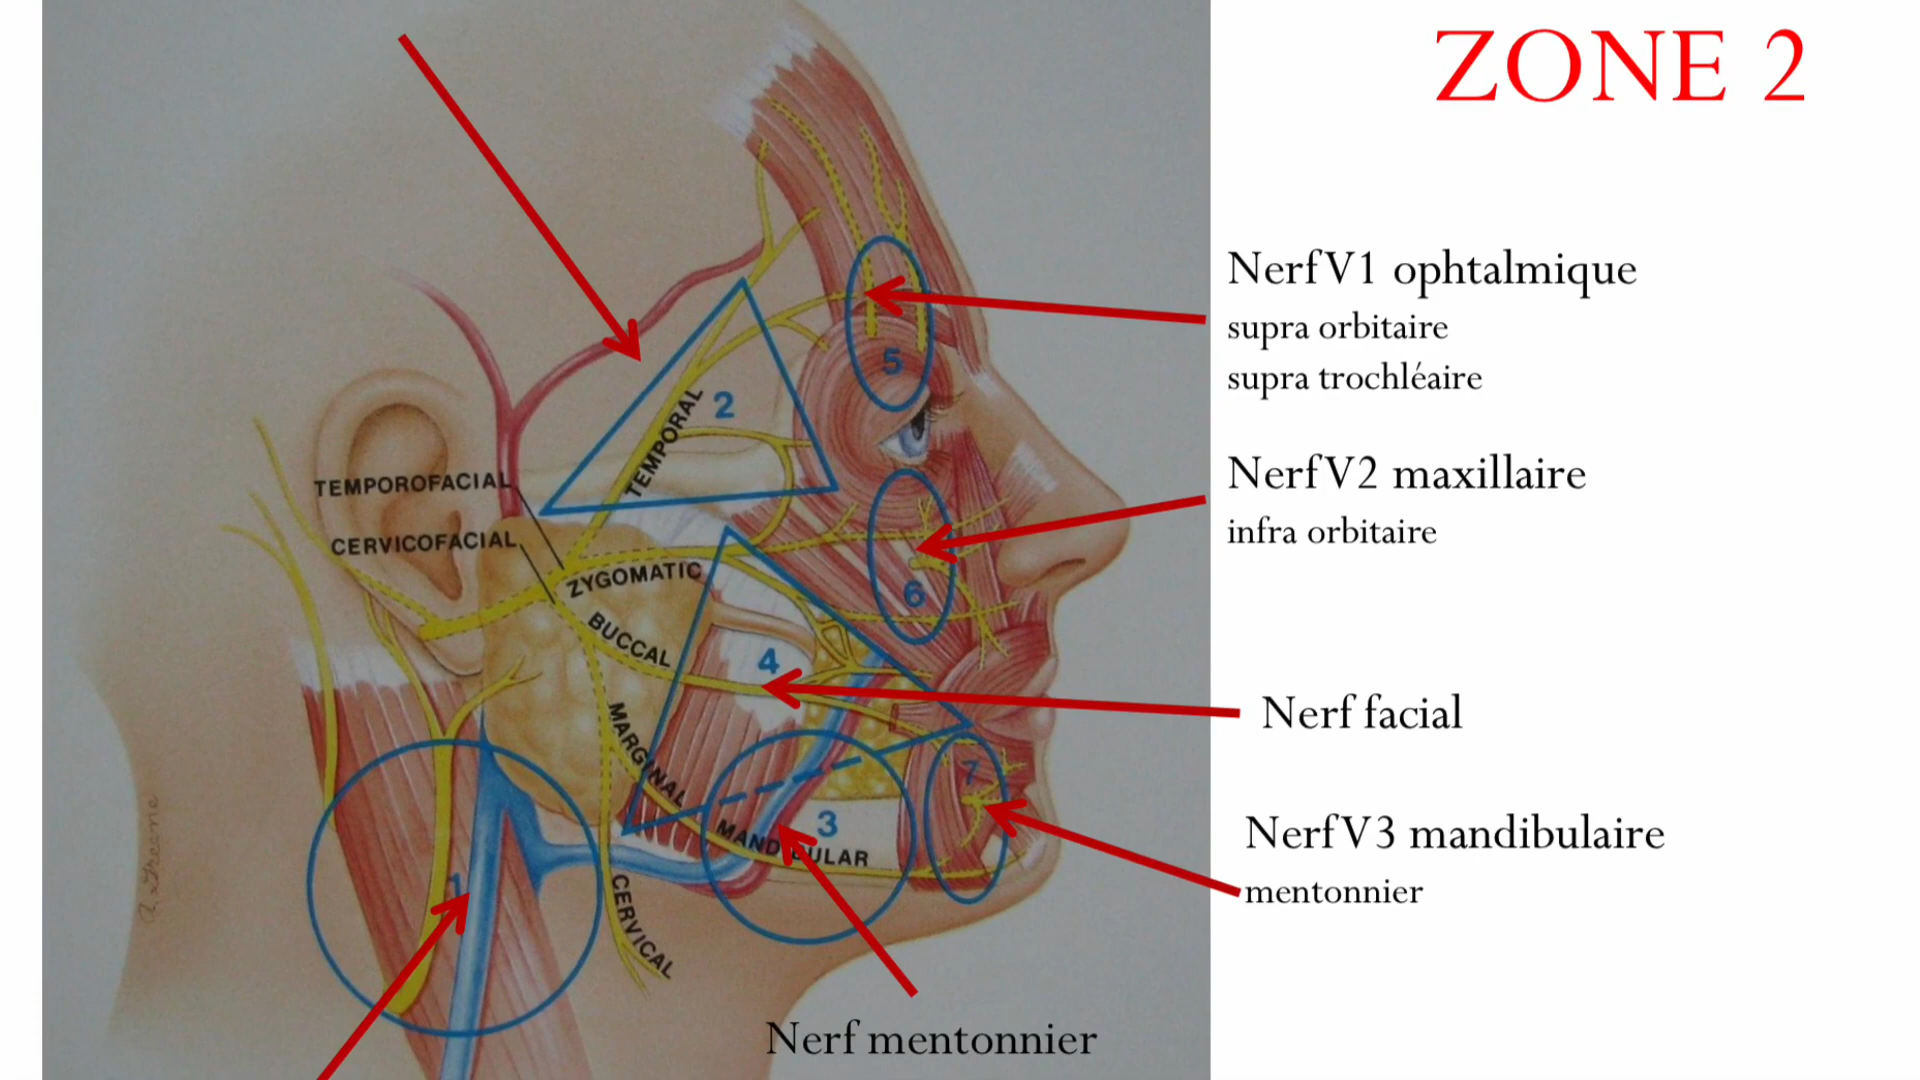 ZONE 2
Nerf V1 ophtalmique
supra orbitaire
supra trochléaire
Nerf V2 maxillaire
infra orbitaire
Nerf facial
Nerf V3 mandibulaire
mentonnier
Nerf mentonnier
5
2
TEMPORAL
TEMPOROFACIAL
CERVICOFACIAL
ZYGOMATIC
6
BUCCAL
4
MARGINAL
7
3
MANDIBULAR
1
CERVICAL